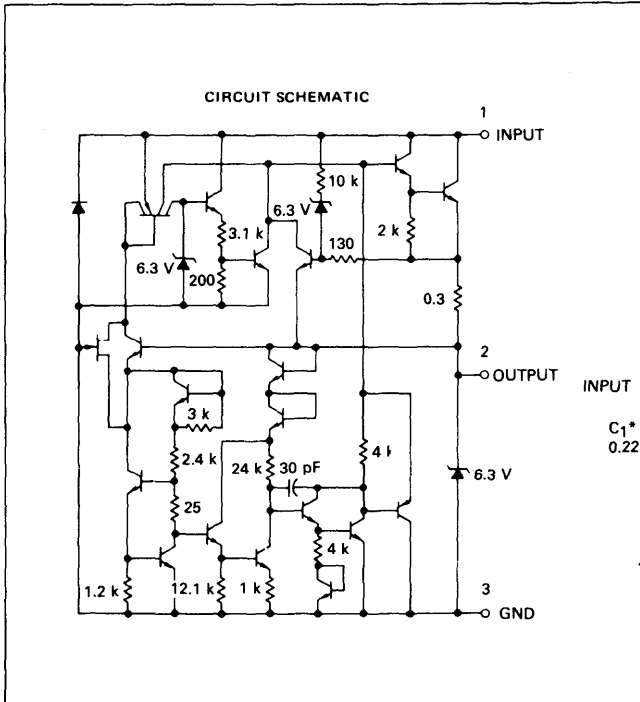 CIRCUIT SCHEMATIC
1
INPUT
10 k
6.3 V
3.1 k
2 k
130
6.3 V
200
0.3
2
OUTPUT
INPUT
3 k
C1*
0.22
4 k
2.4 k
24 k
30 pF
6.3 V
25
4 k
1.2 k
12.1 k
1 k
3
GND